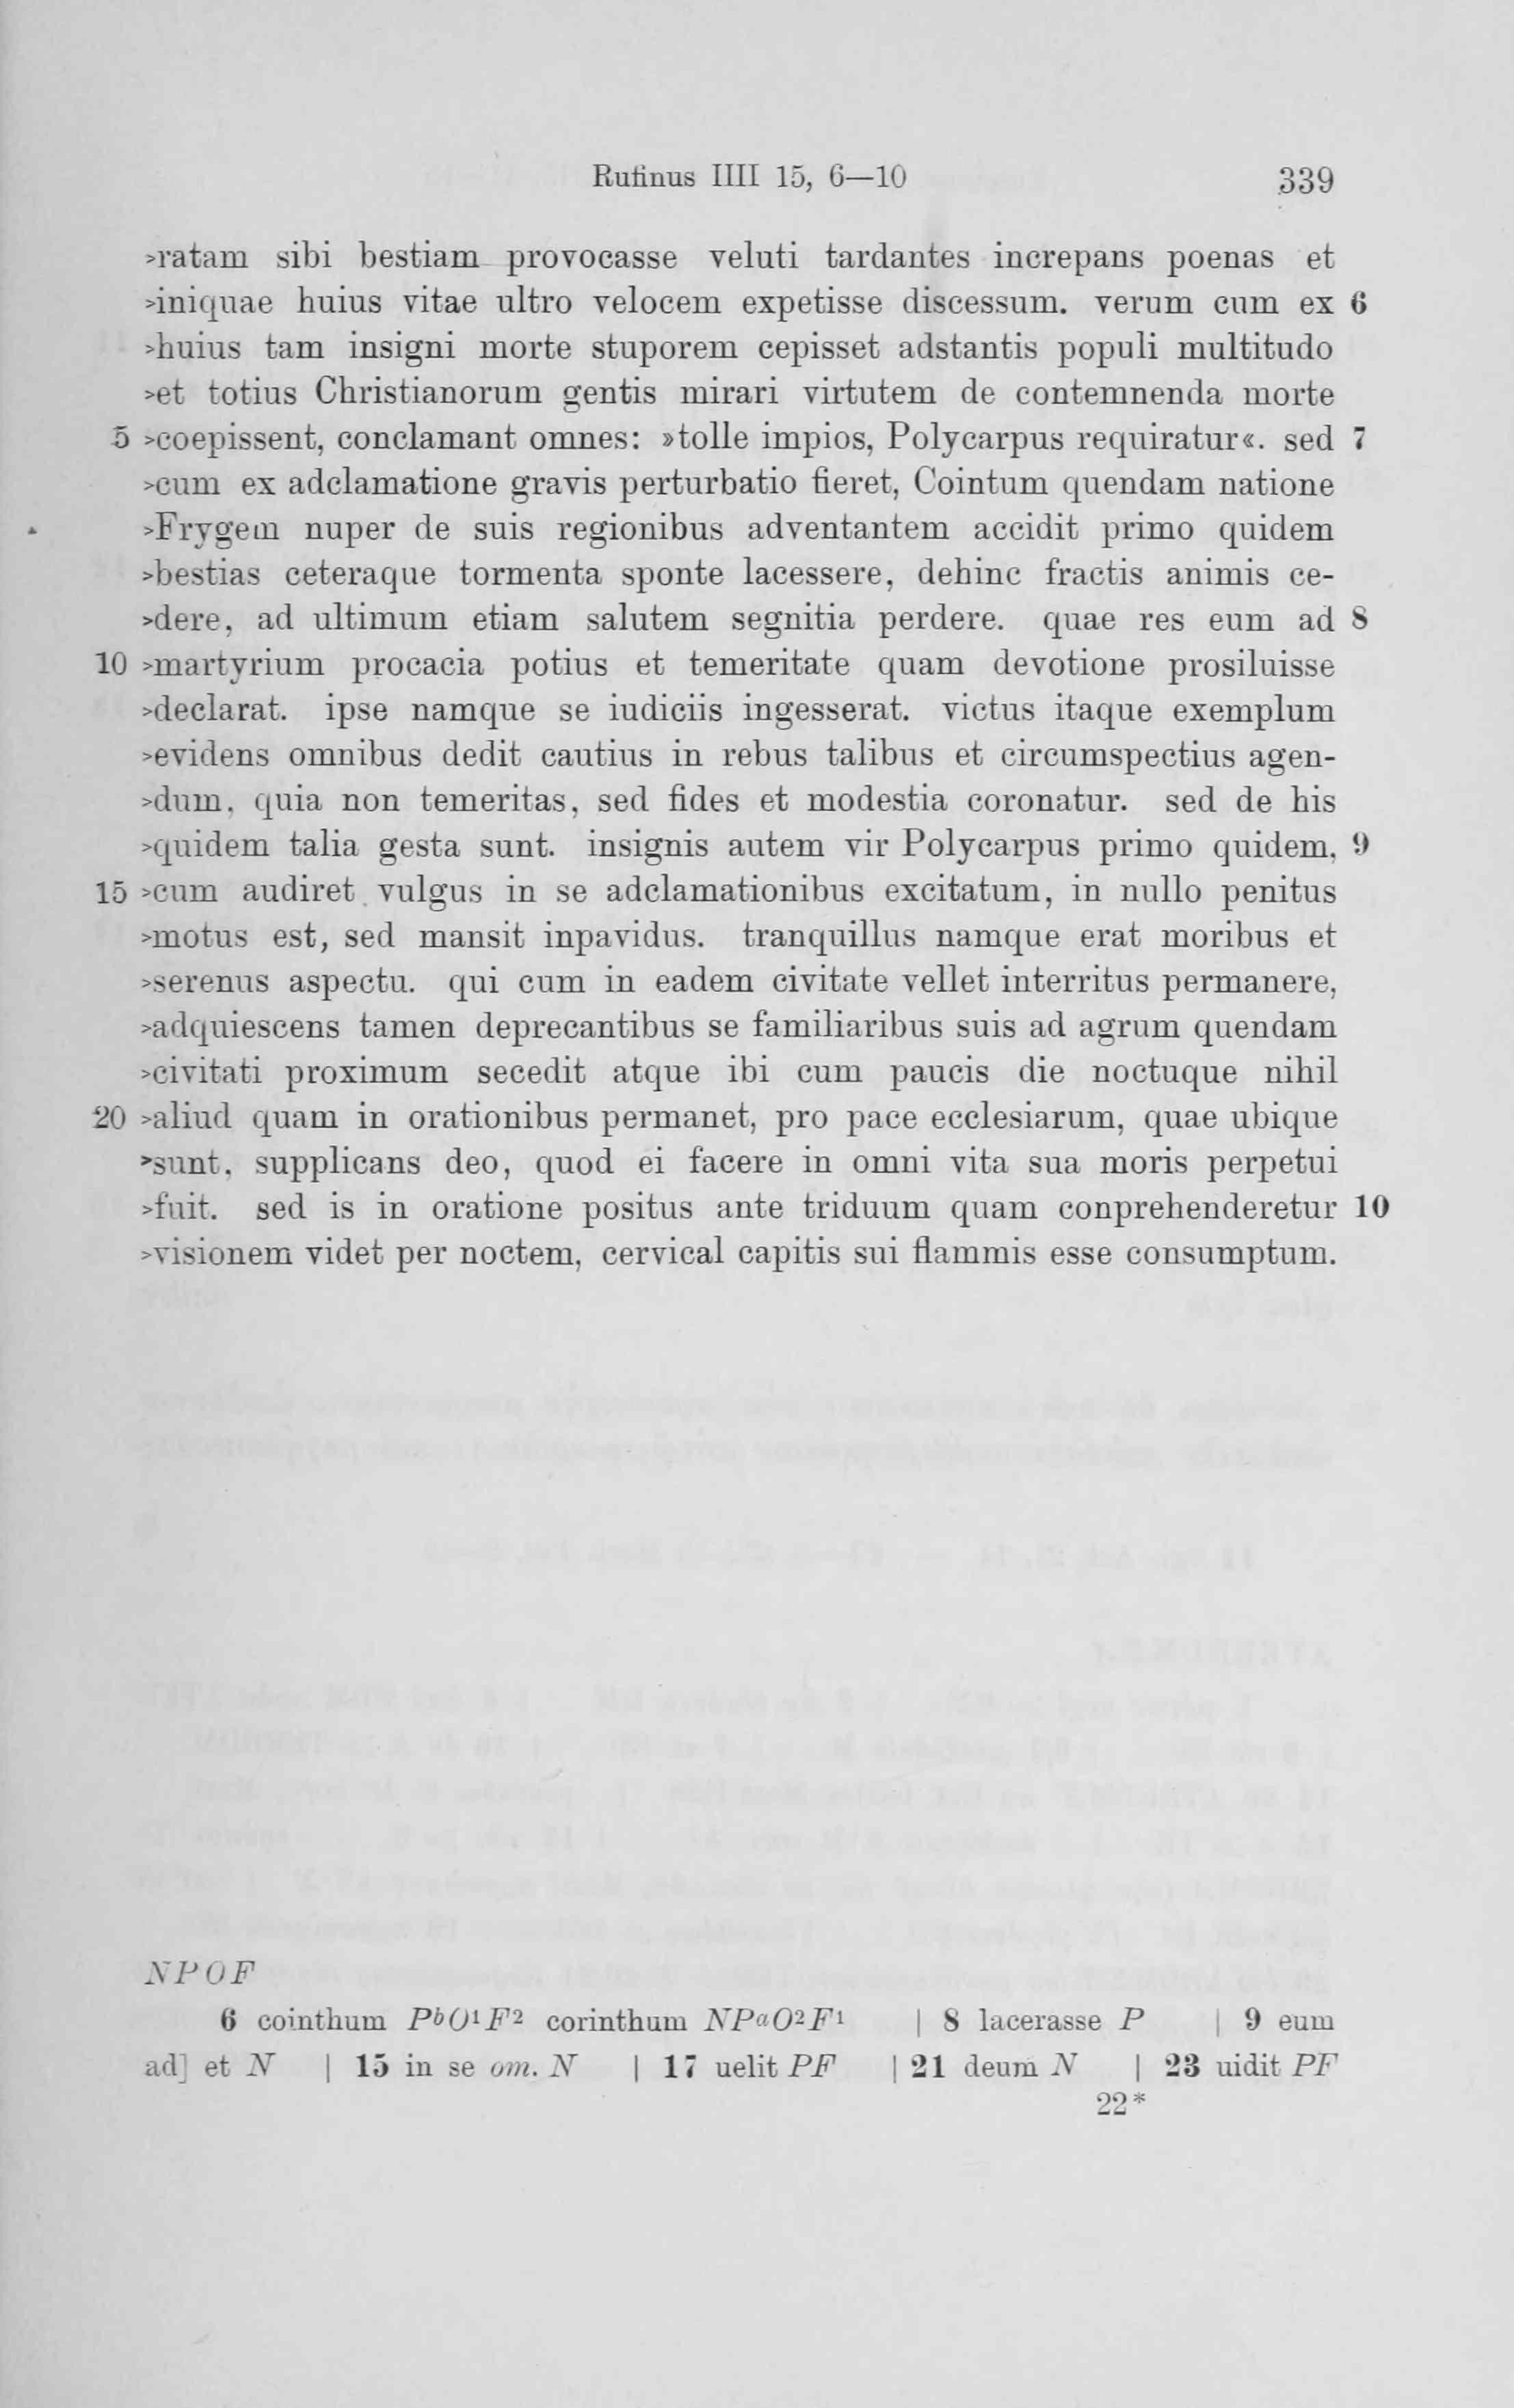 Rufinus IIII 15, 6—10 339
>ratam sibi bestiam provocasse veluti tardantes increpans poenas et
>iniquae huius vitae ultro velocem expetisse discessum. verum cum ex 6
>huius tam insigni morte stuporem cepisset adstantis populi multitudo
>et totius Christianorum gentis mirari virtutem de contemnenda morte
5 >coepissent, conclamant omnes: »tolle impios, Polycarpus requiratur«. sed 7
>cum ex adclamatione gravis perturbatio fieret, Cointum quendam natione
>Frygem nuper de suis regionibus adventantem accidit primo quidem
>bestias ceteraque tormenta sponte lacessere, dehinc fractis animis ce-
>dere, ad ultimum etiam salutem segnitia perdere. quae res eum ad 8
10 >martyrium procacia potius et temeritate quam devotione prosiluisse
>declarat. ipse namque se iudiciis ingesserat. victus itaque exemplum
>evidens omnibus dedit cautius in rebus talibus et circumspectius agen-
>dum, quia non temeritas, sed fides et modestia coronatur. sed de his
>quidem talia gesta sunt. insignis autem vir Polycarpus primo quidem, 9
15 >cum audiret vulgus in se adclamationibus excitatum, in nullo penitus
>motus est, sed mansit inpavidus. tranquillus namque erat moribus et
>serenus aspectu. qui cum in eadem civitate vellet interritus permanere,
>adquiescens tamen deprecantibus se familiaribus suis ad agrum quendam
>civitati proximum secedit atque ibi cum paucis die noctuque nihil
20 >aliud quam in orationibus permanet, pro pace ecclesiarum, quae ubique
>sunt, supplicans deo, quod ei facere in omni vita sua moris perpetui
>fuit. sed is in oratione positus ante triduum quam conprehenderetur 10
>visionem videt per noctem, cervical capitis sui flammis esse consumptum.
NPOF
6 cointhum PᵇO¹F² corinthum NPᵃO²F¹ | 8 lacerasse P | 9 eum
ad] et N | 15 in se om. N | 17 uelit PF | 21 deum N | 23 uidit PF
22*